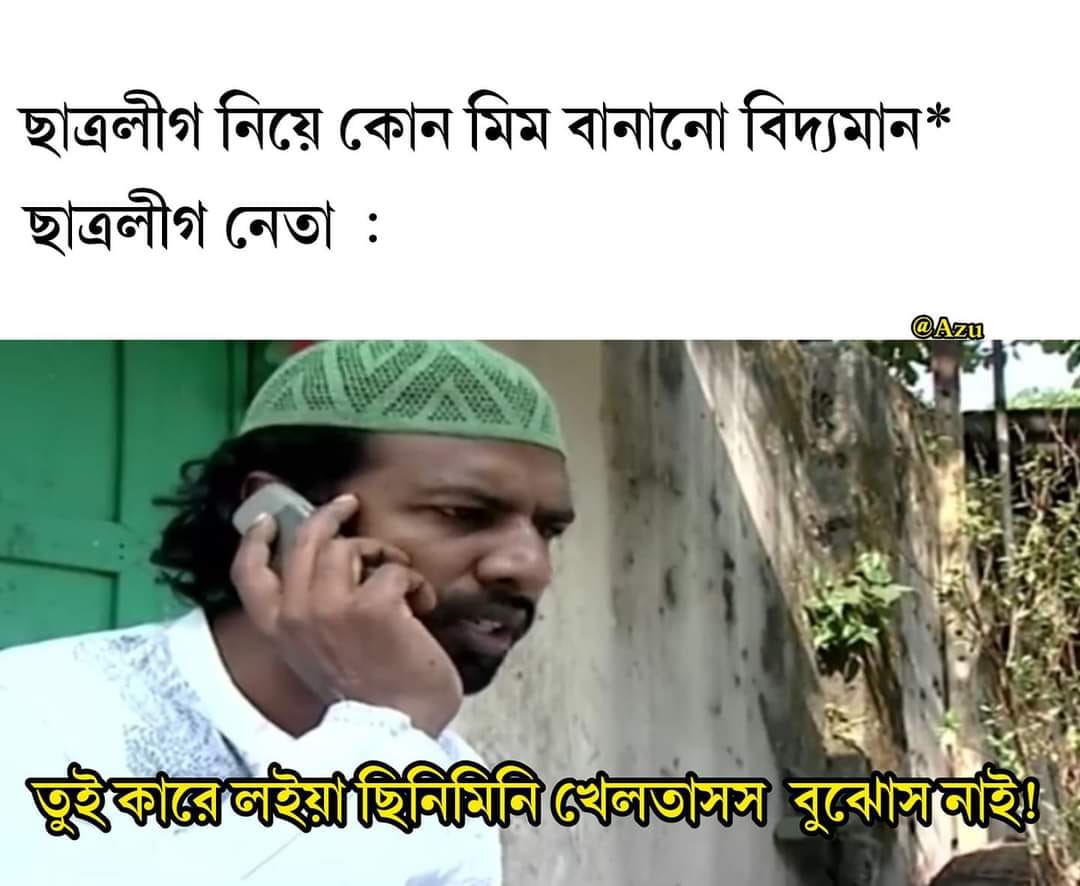 ছাত্রলীগ নিয়ে কোন মিম বানানো বিদ্যমান*
ছাত্রলীগ নেতা :
@Azu
তুই কারে লইয়া ছিনিমিনি খেলতাসস বুঝোস নাই!